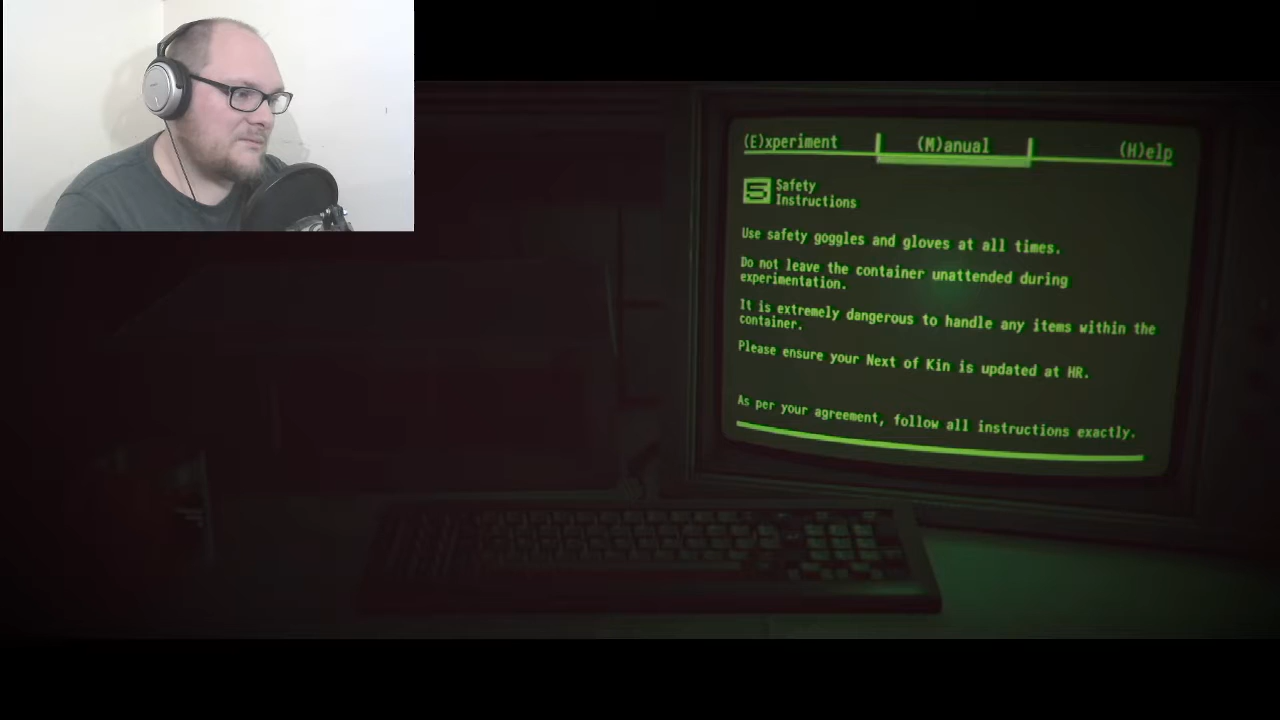 (E)xperiment
(M)anual
(H)elp
5 Safety
Instructions
Use safety goggles and gloves at all times.
Do not leave the container unattended during
experimentation.
It is extremely dangerous to handle any items within the
container.
Please ensure your Next of Kin is updated at HR.
As per your agreement, follow all instructions exactly.